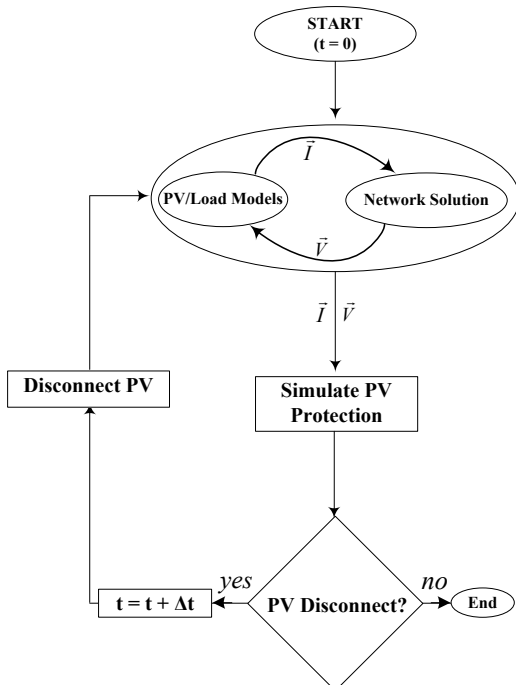 START
(t = 0)
I⃗
PV/Load Models
Network Solution
V⃗
I⃗ V⃗
Disconnect PV
Simulate PV
Protection
yes
no
t = t + Δt
PV Disconnect?
End